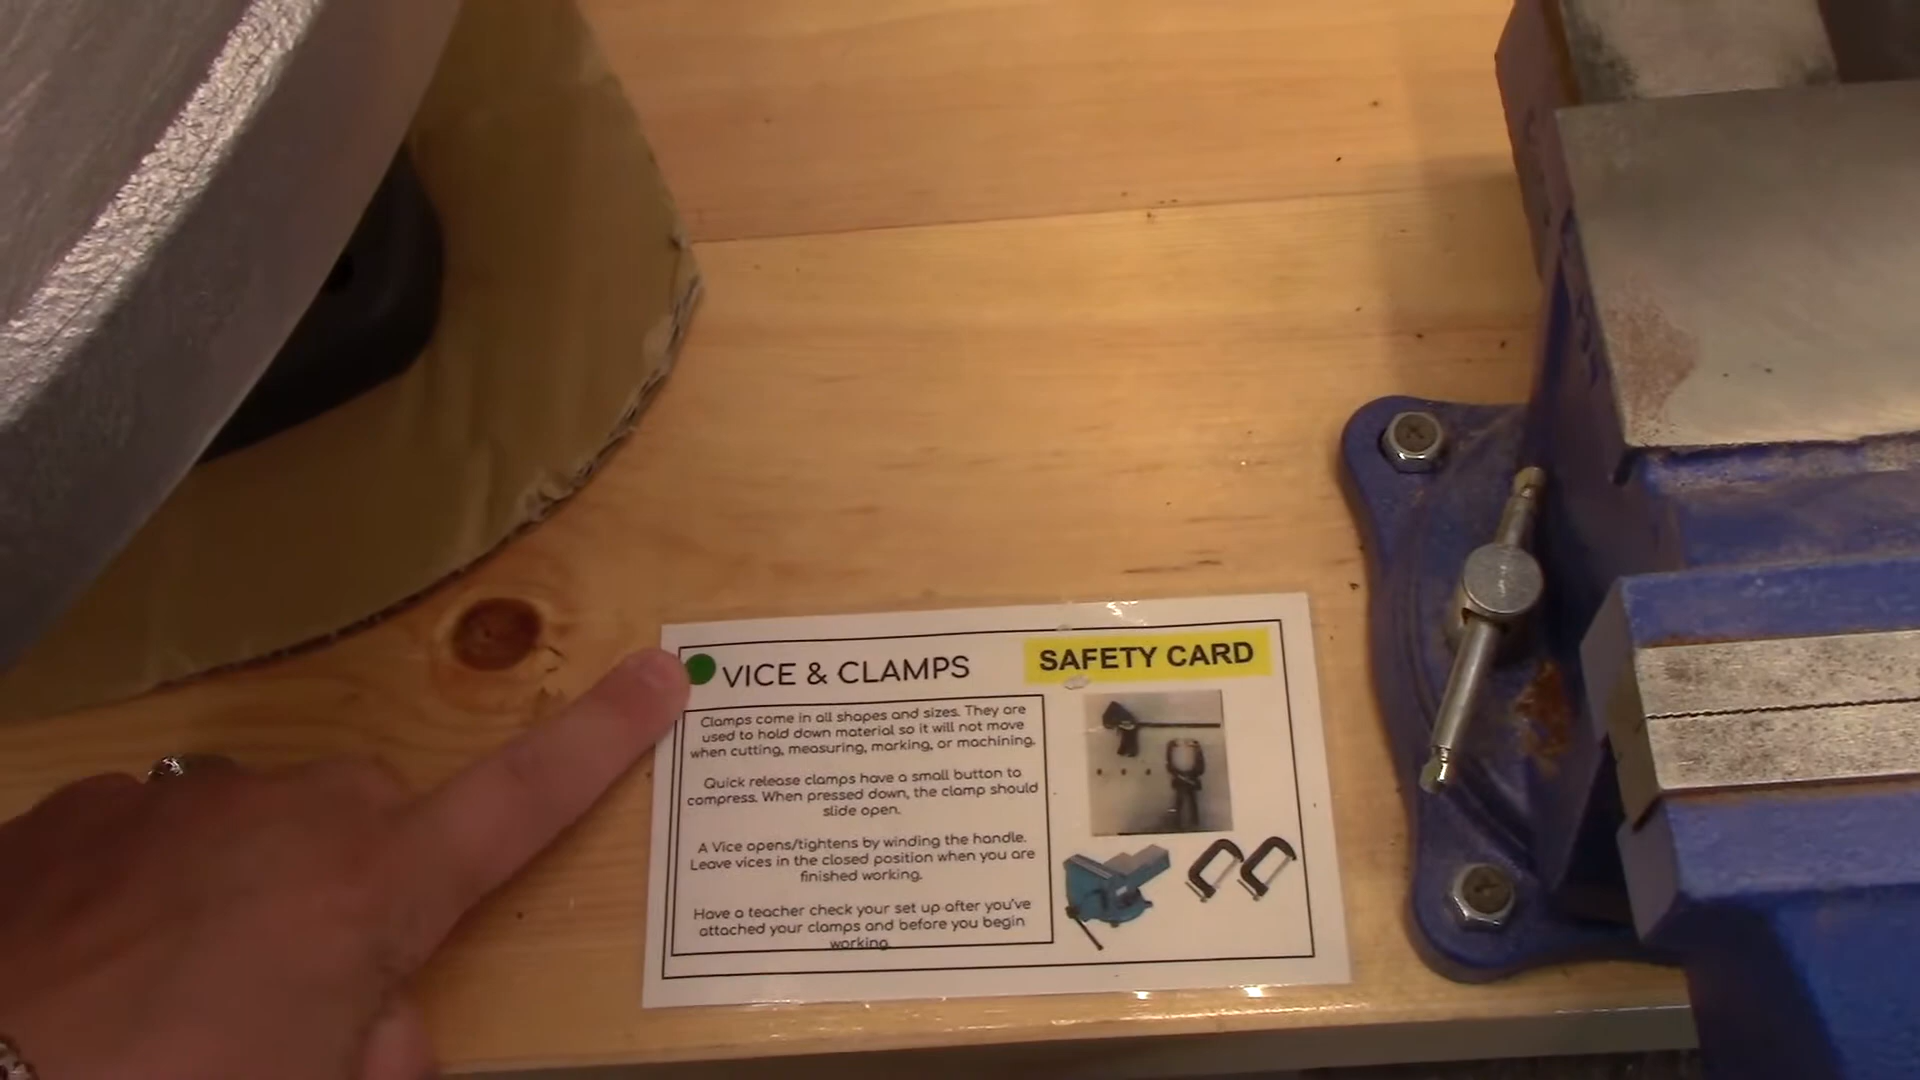 VICE & CLAMPS
SAFETY CARD
Clamps come in all shapes and sizes. They are
used to hold down material so it will not move
when cutting, measuring, marking, or machining.
Quick release clamps have a small button to
compress. When pressed down, the clamp should
slide open.
A Vice opens/tightens by winding the handle.
Leave vices in the closed position when you are
finished working.
Have a teacher check your set up after you've
attached your clamps and before you begin
working.